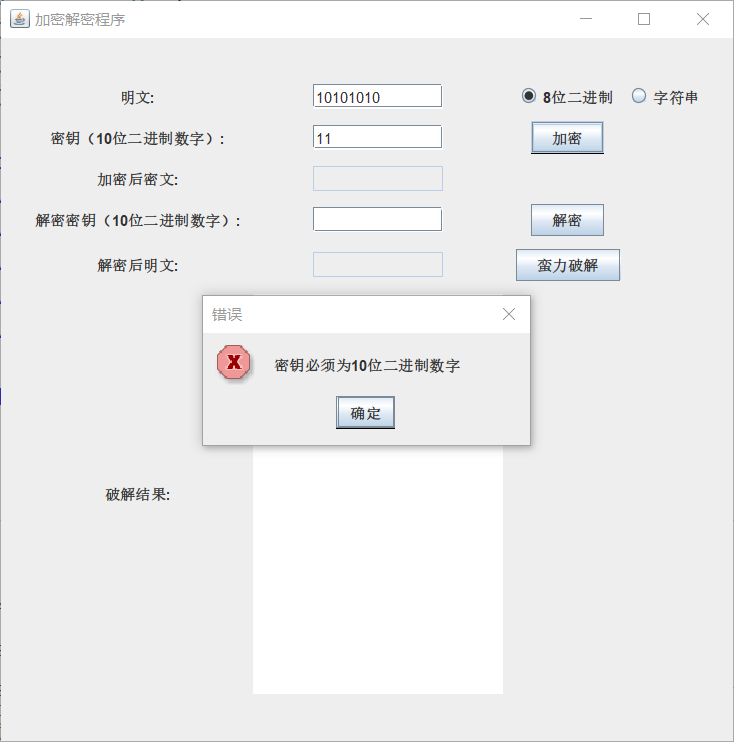 加密解密程序
明文:
10101010
8位二进制
字符串
密钥（10位二进制数字）:
11
加密
加密后密文:
解密密钥（10位二进制数字）:
解密
解密后明文:
蛮力破解
错误
密钥必须为10位二进制数字
确定
破解结果: